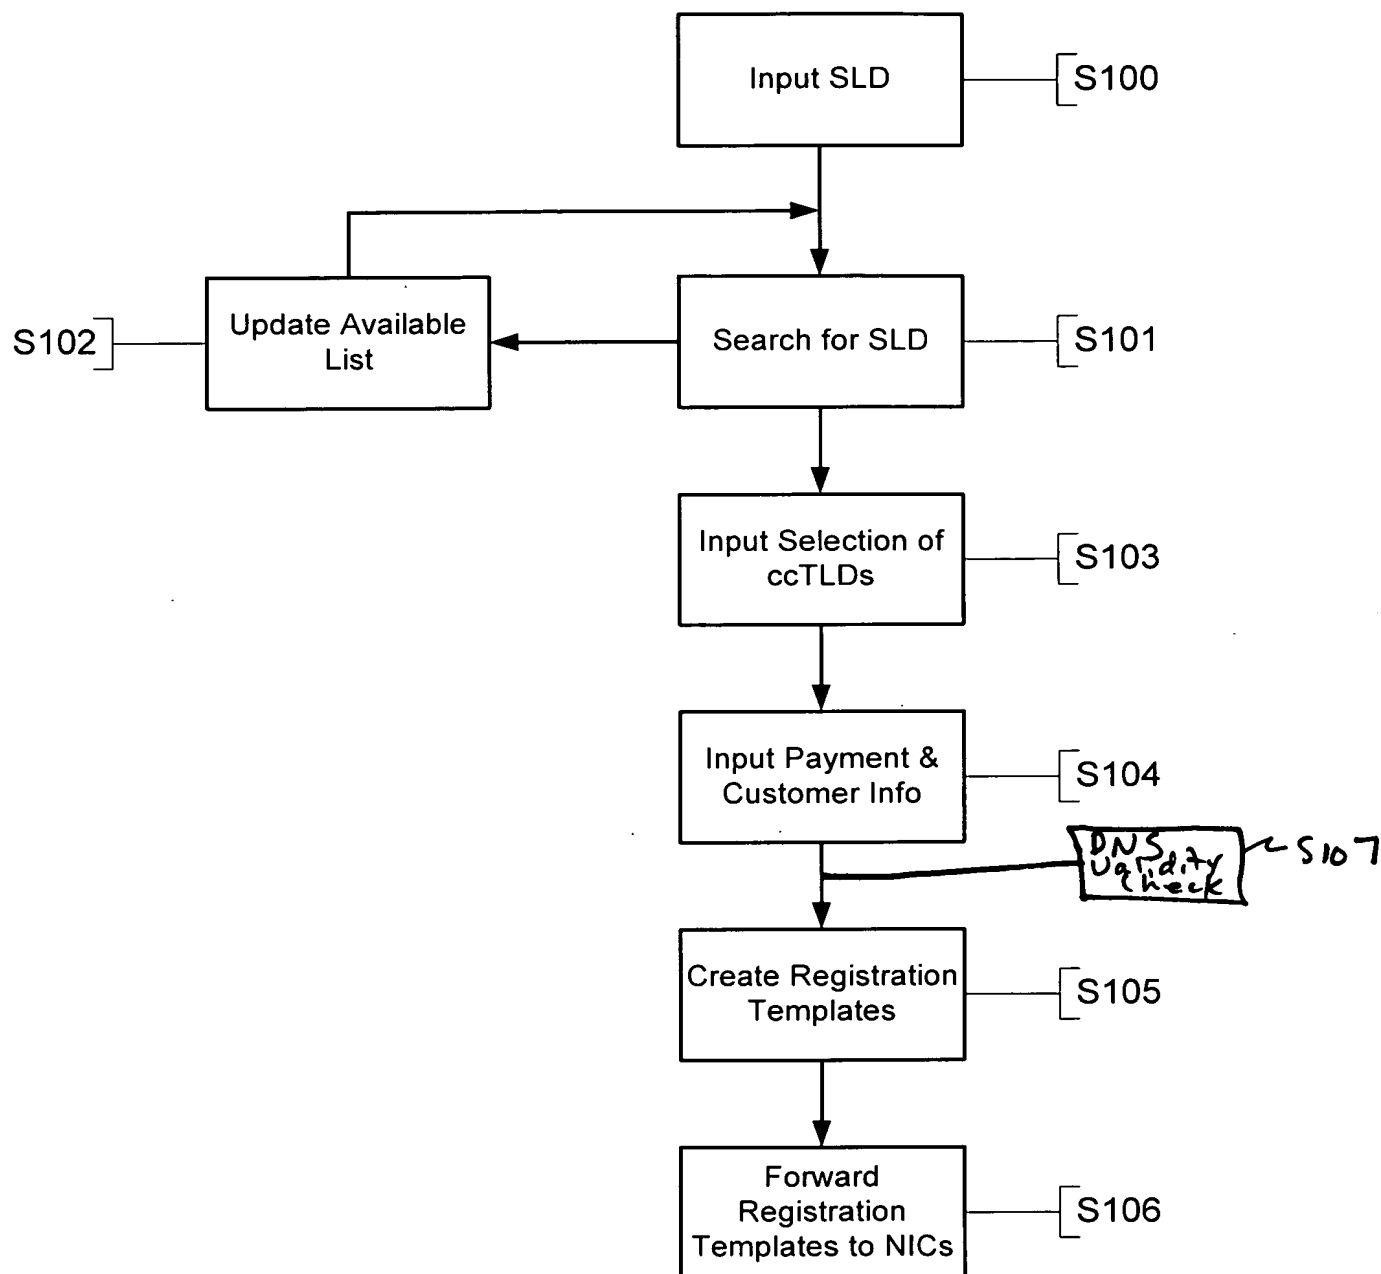 Input SLD
S100
Update Available
List
S102
Search for SLD
S101
Input Selection of
ccTLDs
S103
Input Payment &
Customer Info
S104
DNS
Validity
Check
S107
Create Registration
Templates
S105
Forward
Registration
Templates to NICs
S106